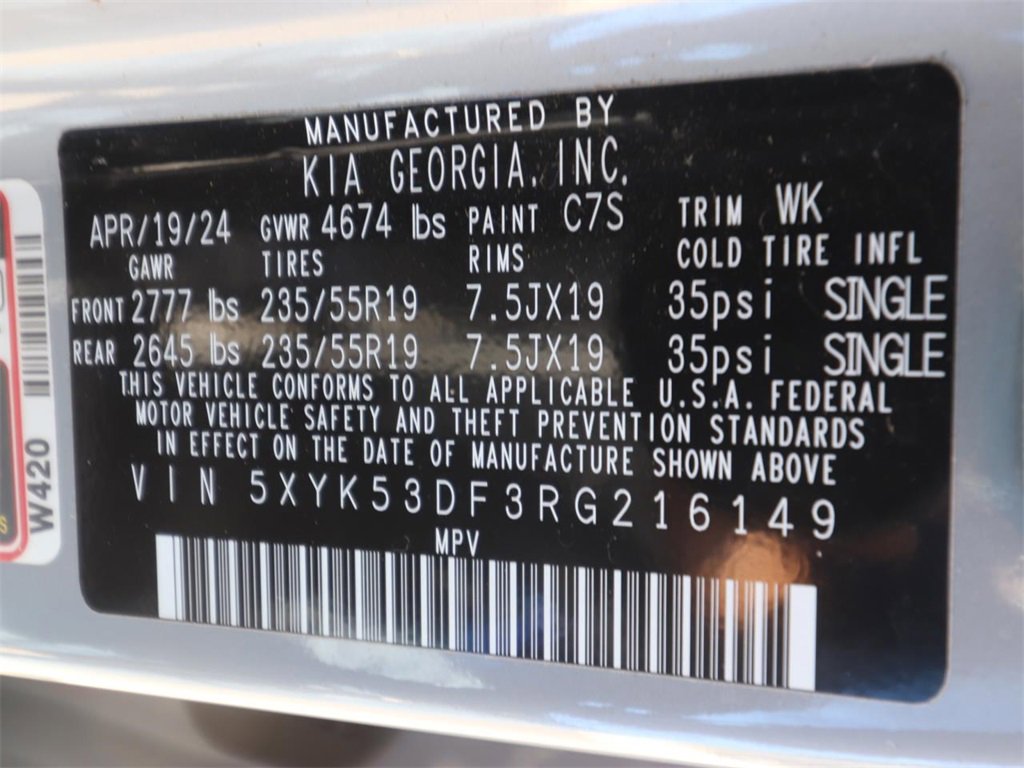 MANUFACTURED BY
KIA GEORGIA, INC.
APR/19/24 GVWR 4674 lbs PAINT C7S TRIM WK
GAWR TIRES RIMS COLD TIRE INFL
FRONT 2777 lbs 235/55R19 7.5JX19 35psi SINGLE
REAR 2645 lbs 235/55R19 7.5JX19 35psi SINGLE
THIS VEHICLE CONFORMS TO ALL APPLICABLE U.S.A. FEDERAL
MOTOR VEHICLE SAFETY AND THEFT PREVENTION STANDARDS
IN EFFECT ON THE DATE OF MANUFACTURE SHOWN ABOVE
VIN 5XYK53DF3RG216149
MPV
W420